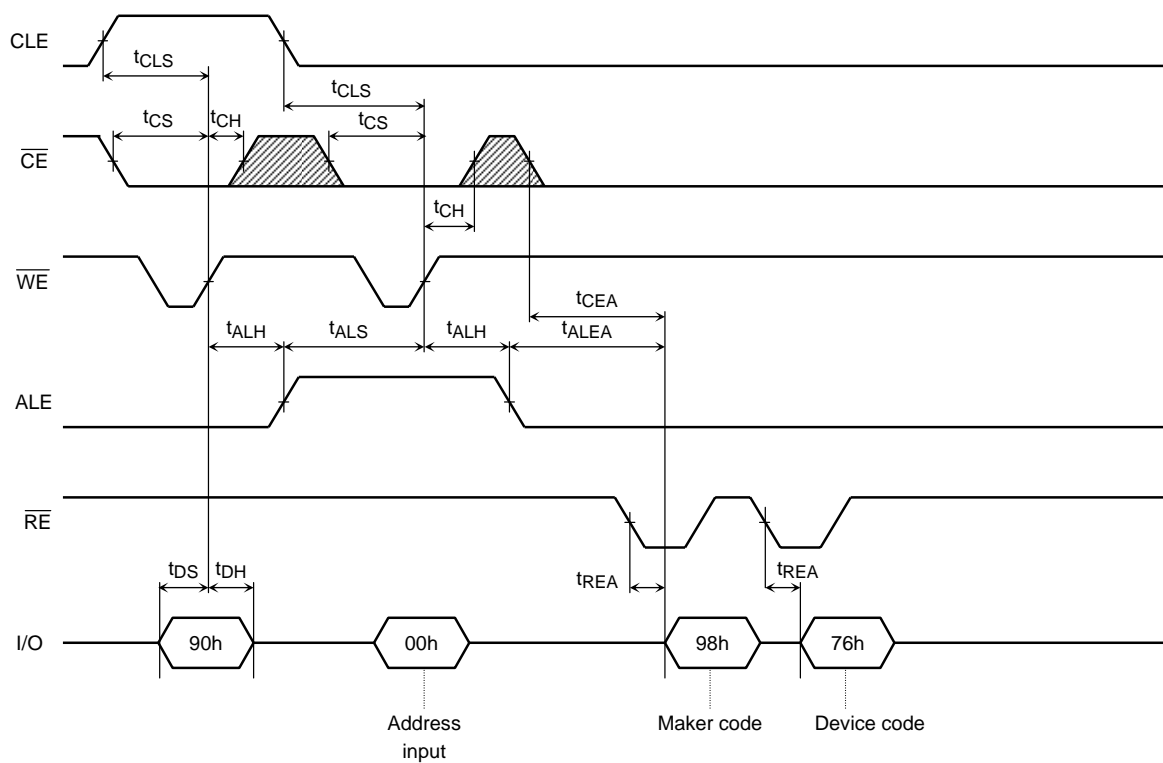 CLE
tCLS
tCLS
tCS
tCH
tCS
CE
tCH
WE
tCEA
tALH
tALS
tALH
tALEA
ALE
RE
tDS
tDH
tREA
tREA
I/O
90h
00h
98h
76h
Address
input
Maker code
Device code